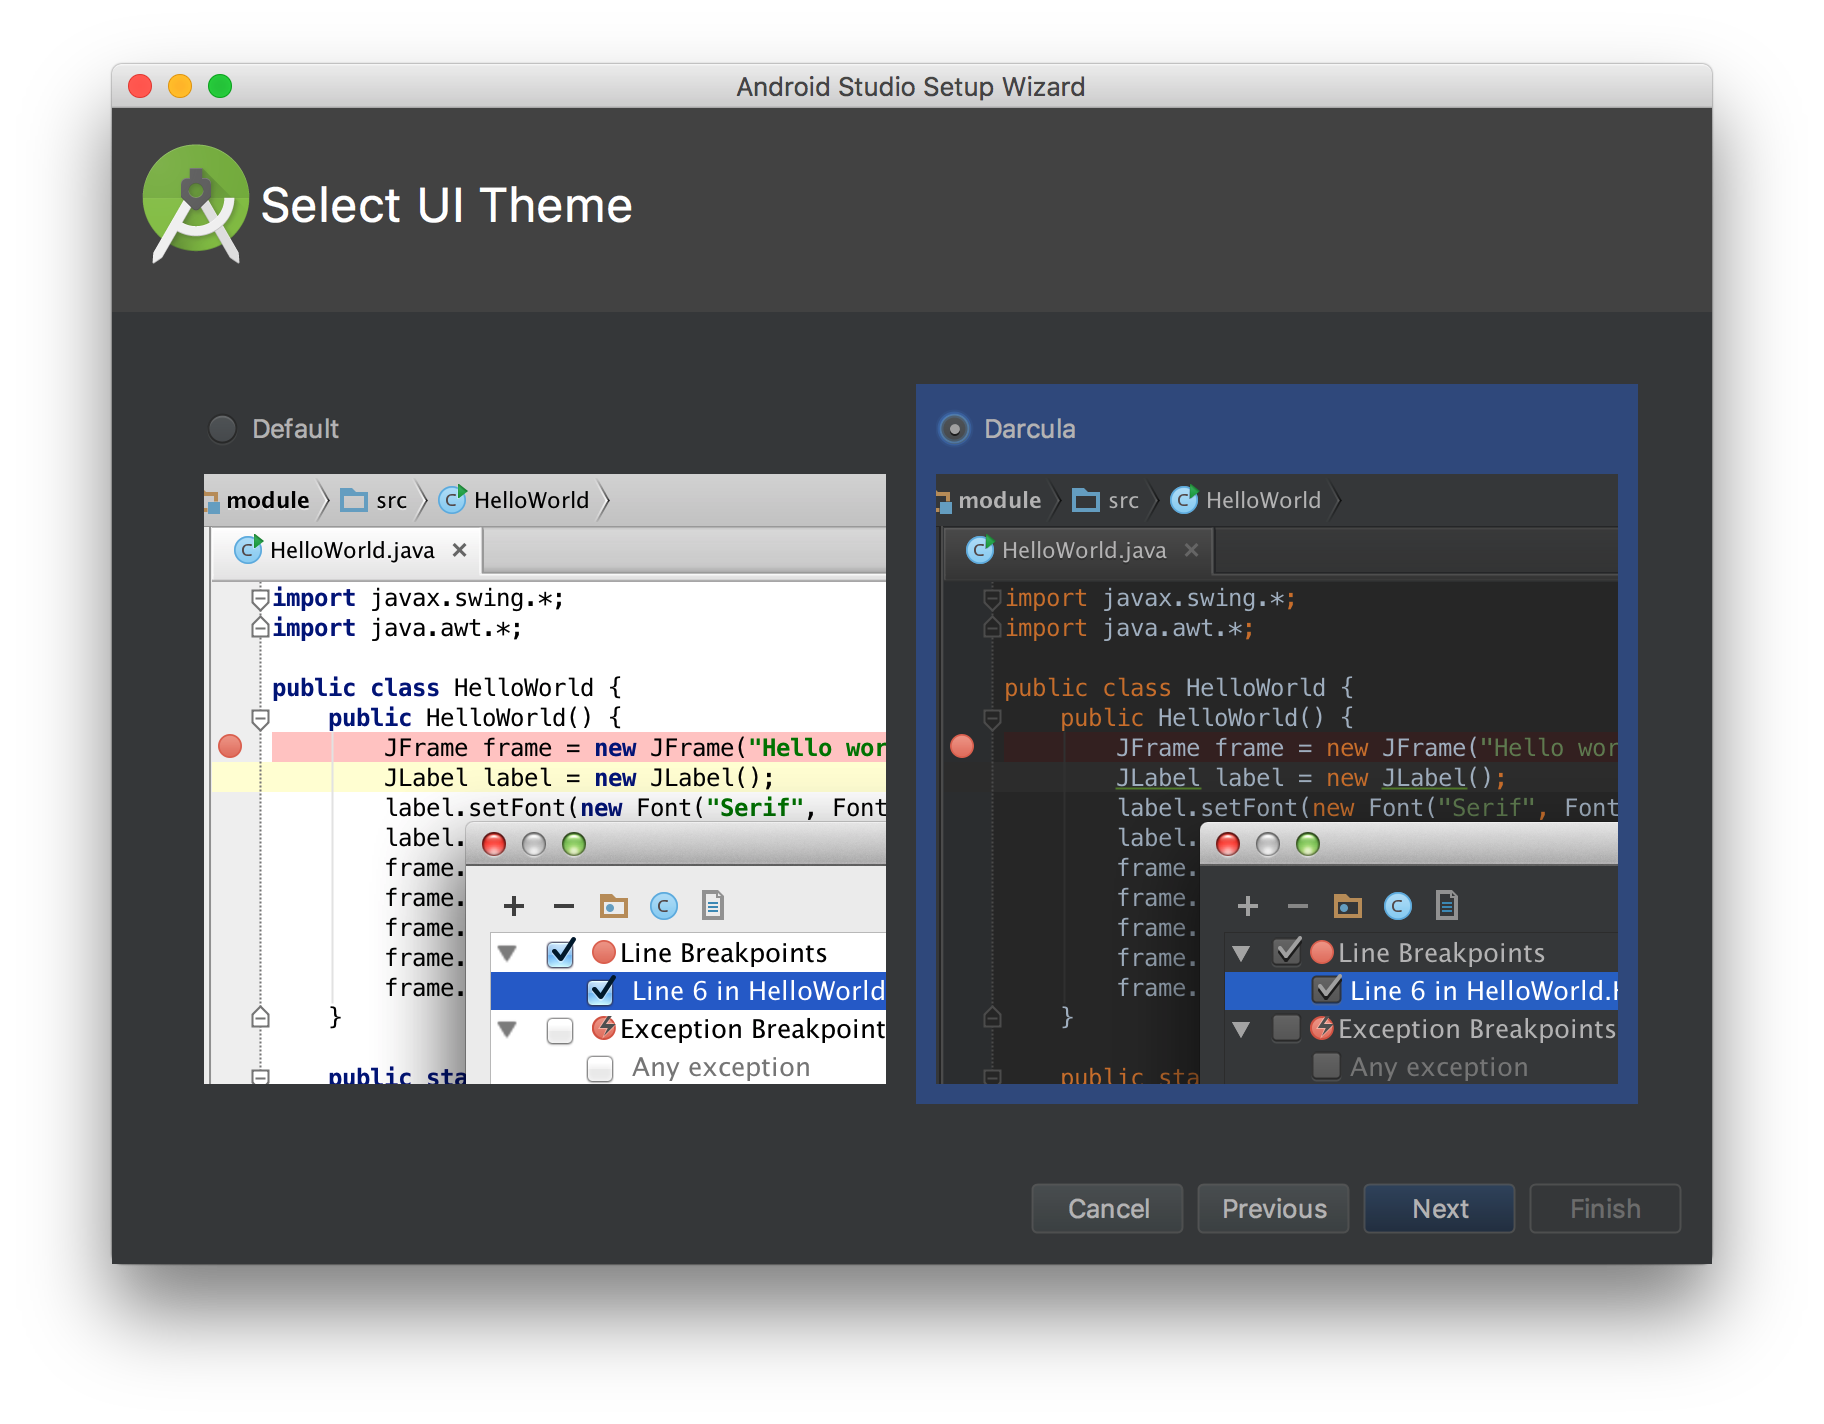 Android Studio Setup Wizard
Select UI Theme
Default
module src HelloWorld
HelloWorld.java
import javax.swing.*;
import java.awt.*;
public class HelloWorld {
public HelloWorld() {
JFrame frame = new JFrame("Hello wor
JLabel label = new JLabel();
label.setFont(new Font("Serif", Font
label.
frame.
frame.
frame.
frame.
frame.
}
public sta
Line Breakpoints
Line 6 in HelloWorld
Exception Breakpoint
Any exception
Darcula
module src HelloWorld
HelloWorld.java
import javax.swing.*;
import java.awt.*;
public class HelloWorld {
public HelloWorld() {
JFrame frame = new JFrame("Hello wor
JLabel label = new JLabel();
label.setFont(new Font("Serif", Font
label.
frame.
frame.
frame.
frame.
frame.
}
public sta
Line Breakpoints
Line 6 in HelloWorld.
Exception Breakpoints
Any exception
Cancel Previous Next Finish